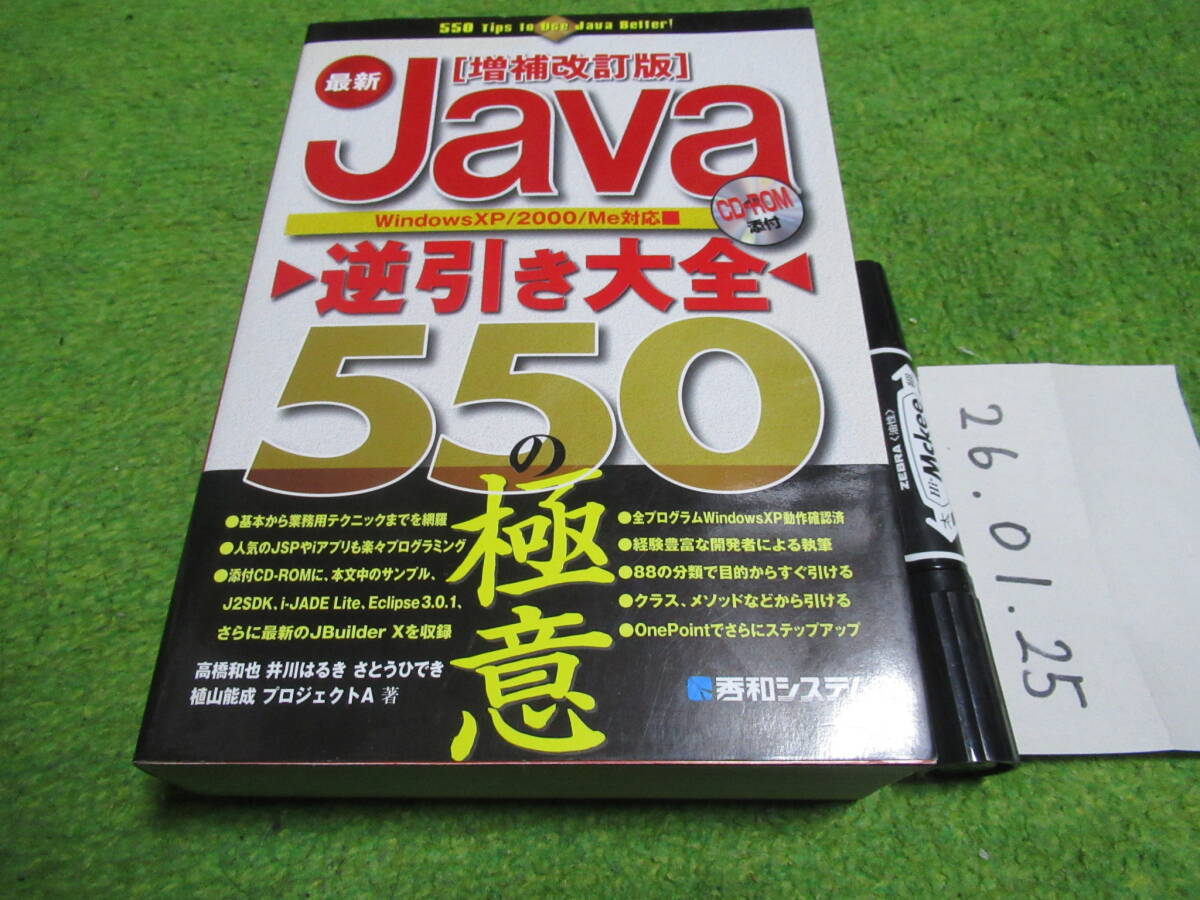 550 Tips to Use Java Better!
最新
[増補改訂版]
Java
WindowsXP/2000/Me対応■
CD-ROM
添付
逆引き大全
550
の
極意
●基本から業務用テクニックまでを網羅
●人気のJSPやiアプリも楽々プログラミング
●添付CD-ROMに、本文中のサンプル、
J2SDK、i-JADE Lite、Eclipse3.0.1、
さらに最新のJBuilder Xを収録
●全プログラムWindowsXP動作確認済
●経験豊富な開発者による執筆
●88の分類で目的からすぐ引ける
●クラス、メソッドなどから引ける
●OnePointでさらにステップアップ
高橋和也 井川はるき さとうひでき
植山能成 プロジェクトA 著
秀和システム
ZEBRA〈油性〉
Hi-Mckee
太
細
26.01.25